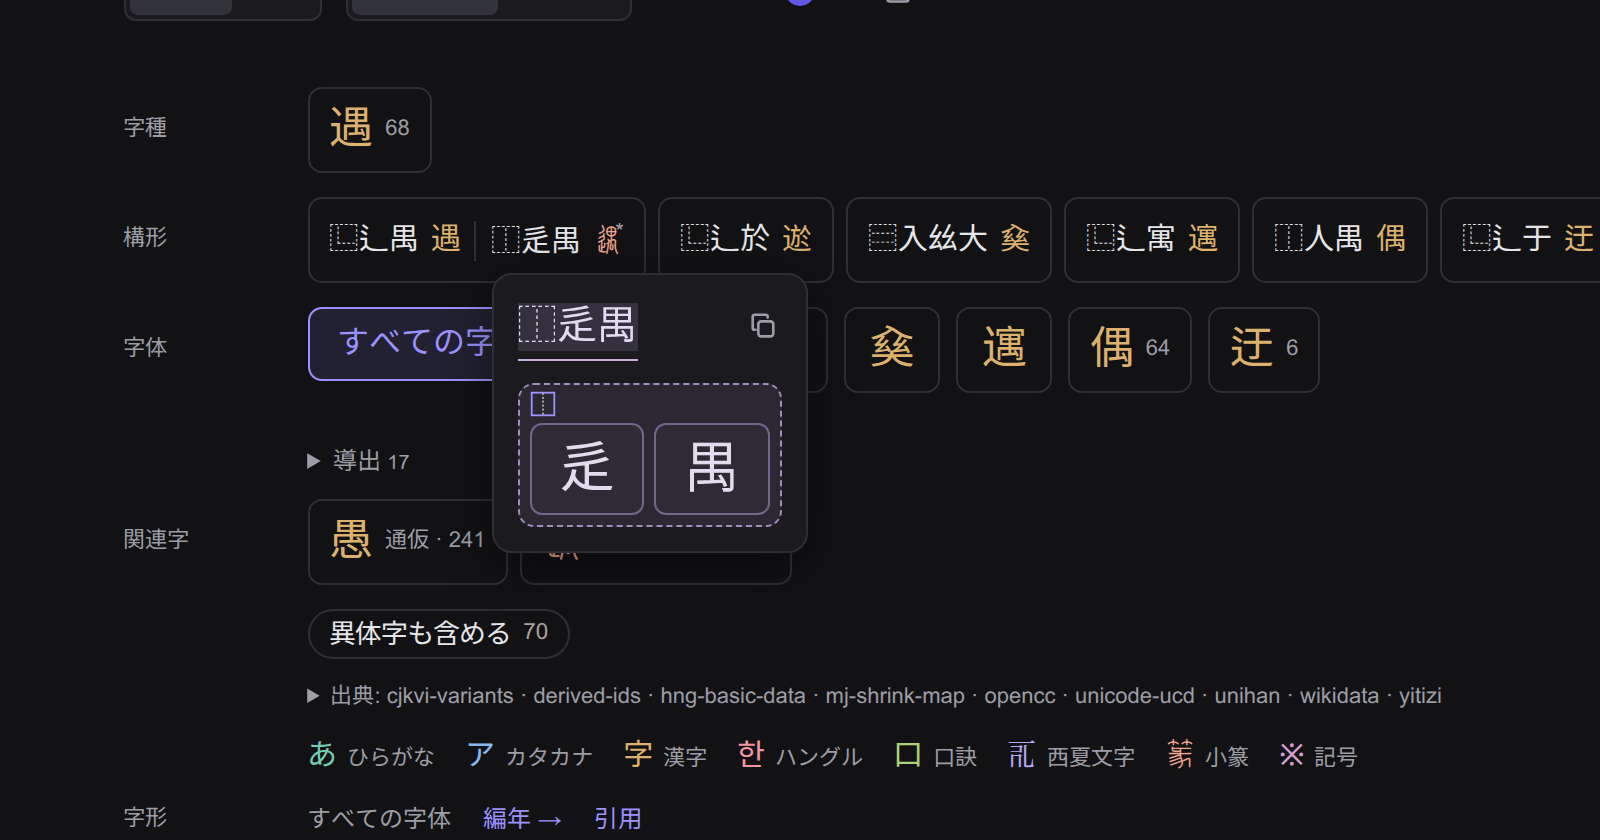 字種 遇 68
構形 ⿺辶禺 遇 ⿰辵禺 ⿺辶於 遾 ⿳入丝大 ⿺辶寓 ⿰人禺 偶 ⿺辶于 迂
字体 すべての字 偶 64 迂 6
⿰辵禺
⿰
辵 禺
▶ 導出 17
関連字 愚 通仮 · 241
異体字も含める 70
▶ 出典: cjkvi-variants · derived-ids · hng-basic-data · mj-shrink-map · opencc · unicode-ucd · unihan · wikidata · yitizi
あ ひらがな ア カタカナ 字 漢字 한 ハングル 口 口訣 西夏文字 小篆 ※ 記号
字形 すべての字体 編年 → 引用